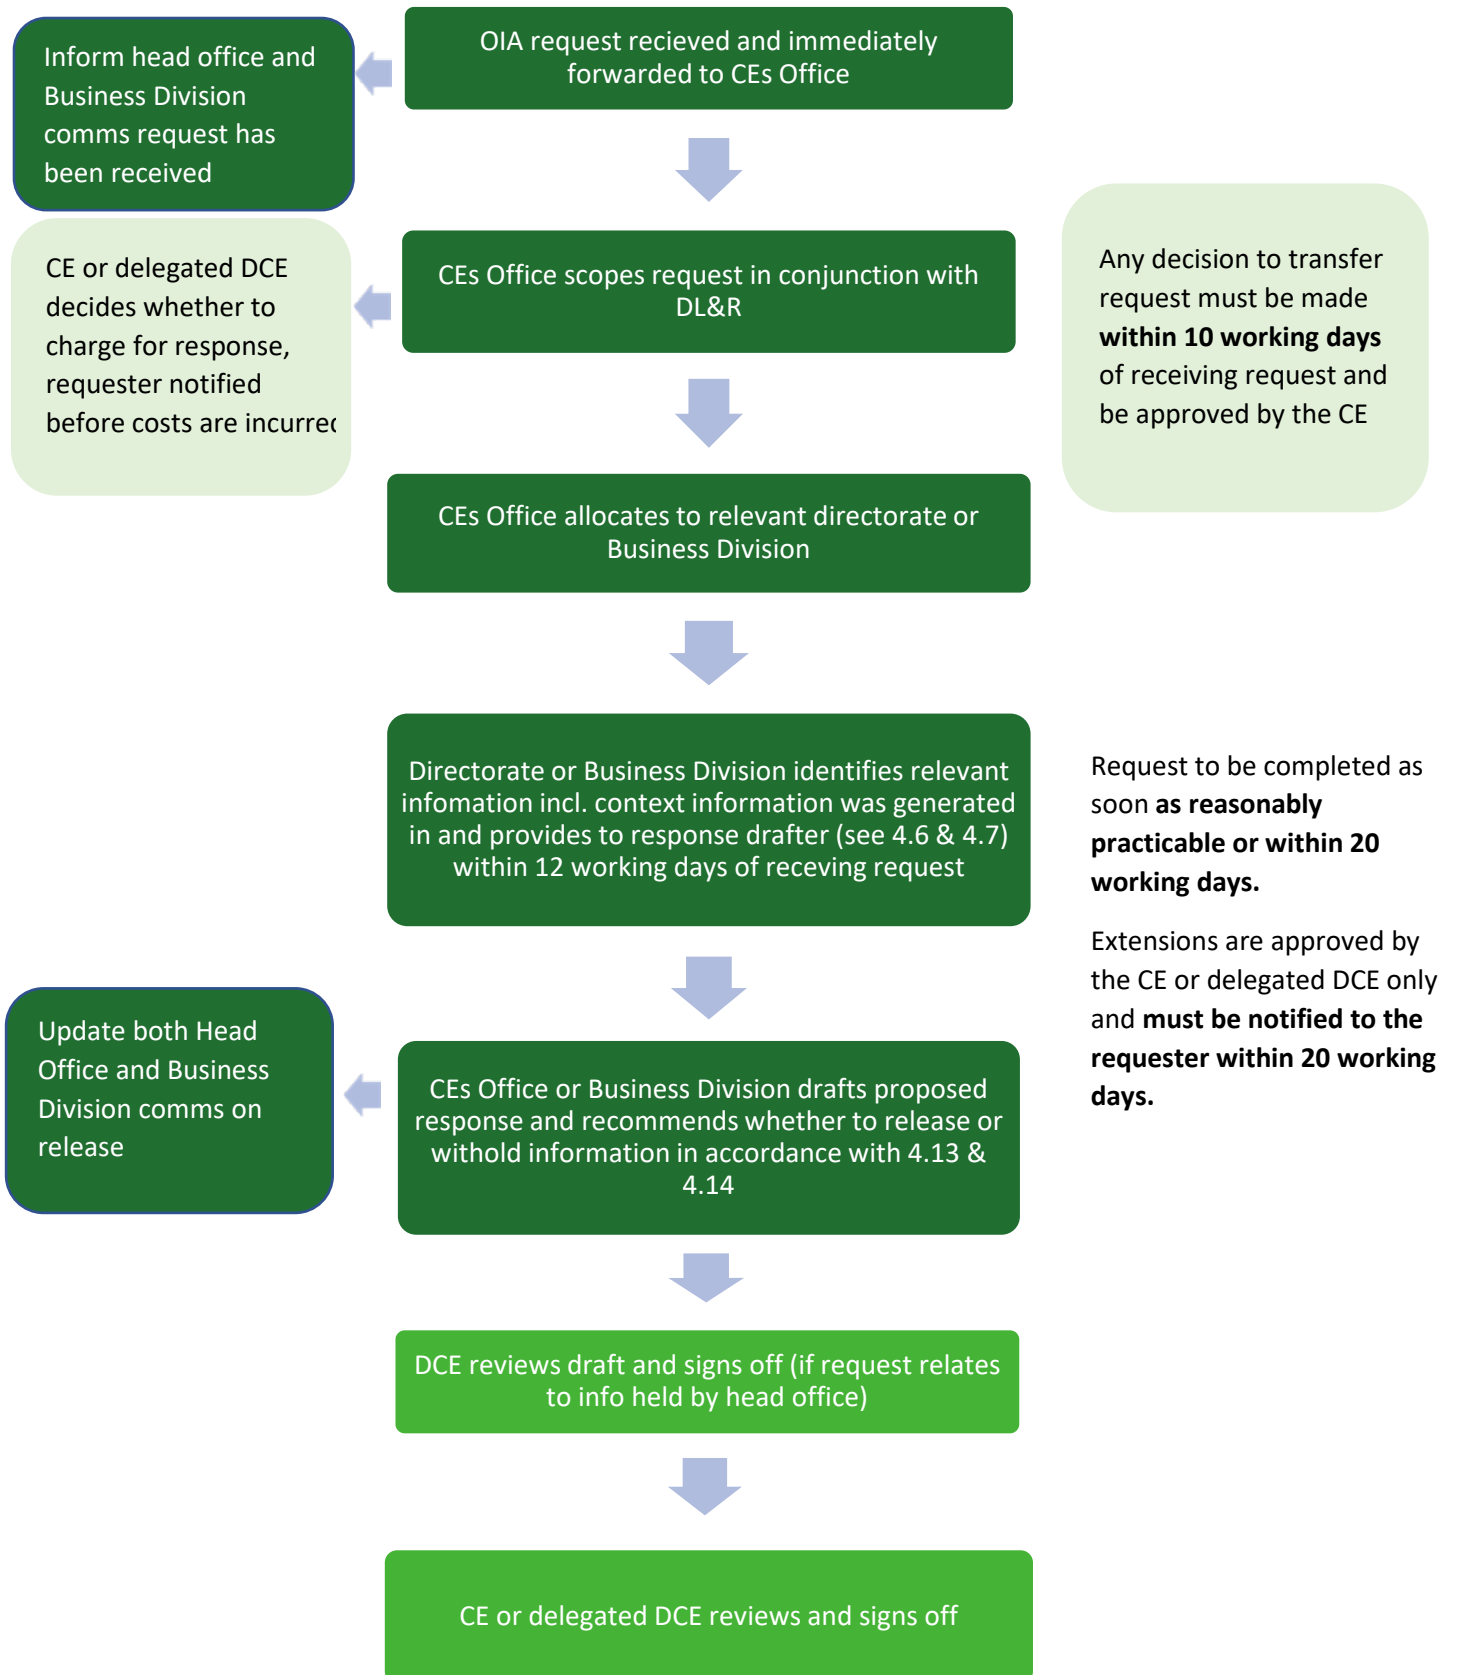 OIA request recieved and immediately
forwarded to CEs Office
Inform head office and
Business Division
comms request has
been received
CEs Office scopes request in conjunction with
DL&R
CE or delegated DCE
decides whether to
charge for response,
requester notified
before costs are incurred
Any decision to transfer
request must be made
within 10 working days
of receiving request and
be approved by the CE
CEs Office allocates to relevant directorate or
Business Division
Directorate or Business Division identifies relevant
infomation incl. context information was generated
in and provides to response drafter (see 4.6 & 4.7)
within 12 working days of receving request
Request to be completed as
soon as reasonably
practicable or within 20
working days.
Extensions are approved by
the CE or delegated DCE only
and must be notified to the
requester within 20 working
days.
CEs Office or Business Division drafts proposed
response and recommends whether to release or
withold information in accordance with 4.13 &
4.14
Update both Head
Office and Business
Division comms on
release
DCE reviews draft and signs off (if request relates
to info held by head office)
CE or delegated DCE reviews and signs off